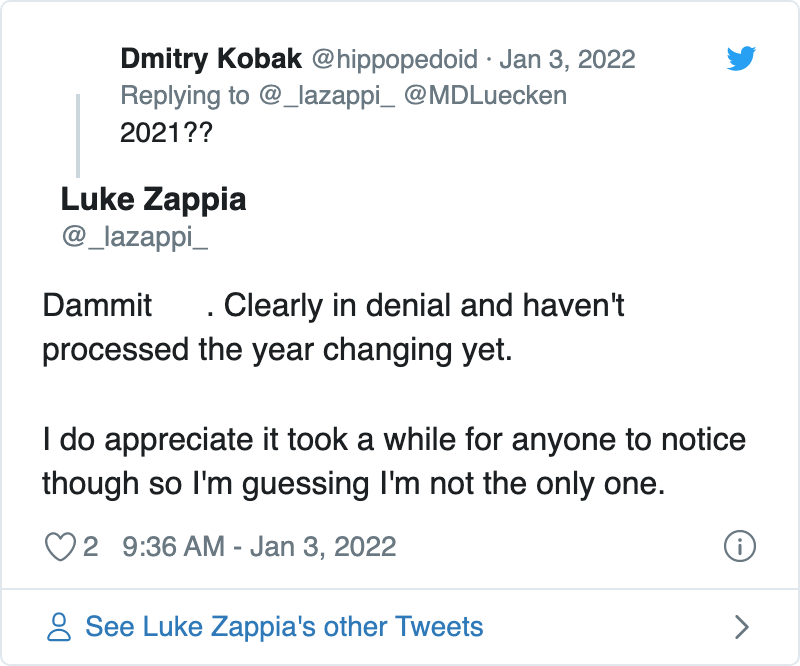 Dmitry Kobak @hippopedoid · Jan 3, 2022
Replying to @_lazappi_ @MDLuecken
2021??
Luke Zappia
@_lazappi_
Dammit . Clearly in denial and haven't
processed the year changing yet.
I do appreciate it took a while for anyone to notice
though so I'm guessing I'm not the only one.
2 9:36 AM - Jan 3, 2022
See Luke Zappia's other Tweets